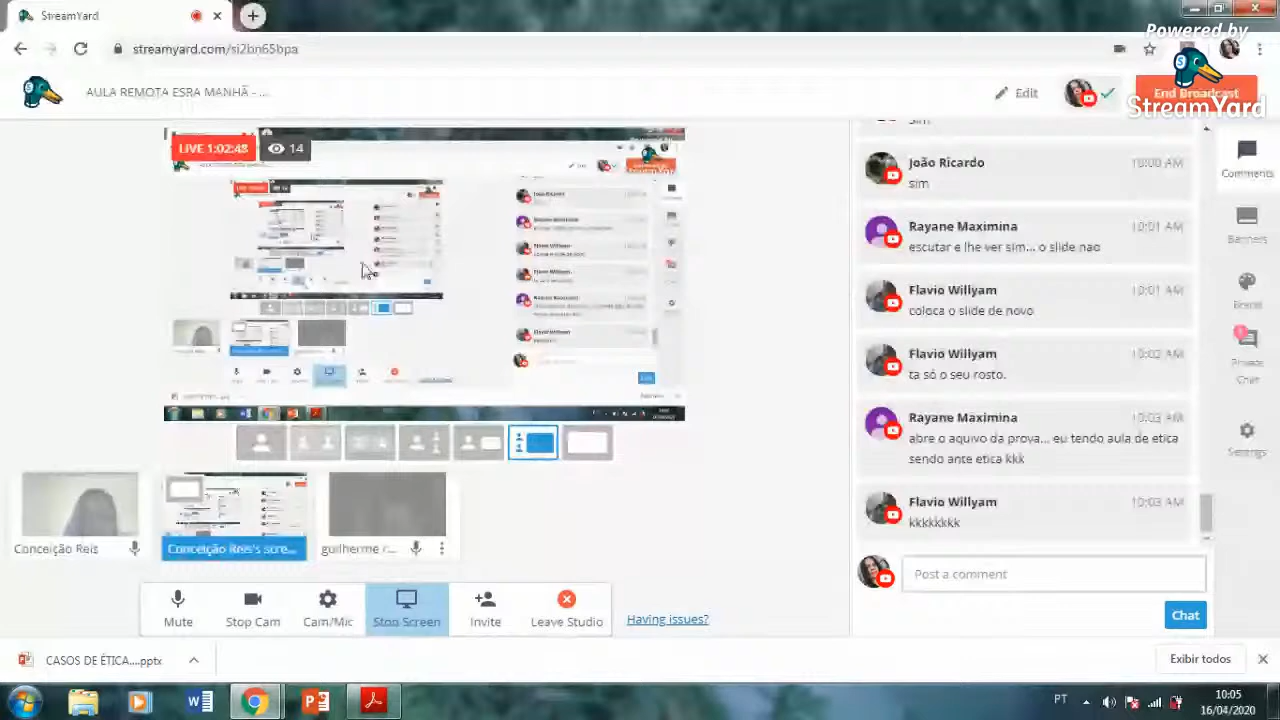 StreamYard
streamyard.com/si2bn65bpa
Powered by
StreamYard
AULA REMOTA ESRA MANHÃ - ...
Edit
End Broadcast
LIVE 1:02:48
14
João Ricardo
10:00 AM
sim
Rayane Maximina
10:01 AM
escutar e lhe ver sim... o slide nao
Flavio Willyam
10:01 AM
coloca o slide de novo
Flavio Willyam
10:02 AM
ta só o seu rosto.
Rayane Maximina
10:03 AM
abre o arquivo da prova... eu tendo aula de etica
sendo ante etica kkk
Flavio Willyam
10:03 AM
kkkkkkkk
Post a comment
Chat
Comments
Banners
Brand
Private
Chat
Settings
Conceição Reis
Conceição Reis's scre...
guilherme r...
Mute
Stop Cam
Cam/Mic
Stop Screen
Invite
Leave Studio
Having issues?
CASOS DE ÉTICA....pptx
Exibir todos
PT
10:05
16/04/2020